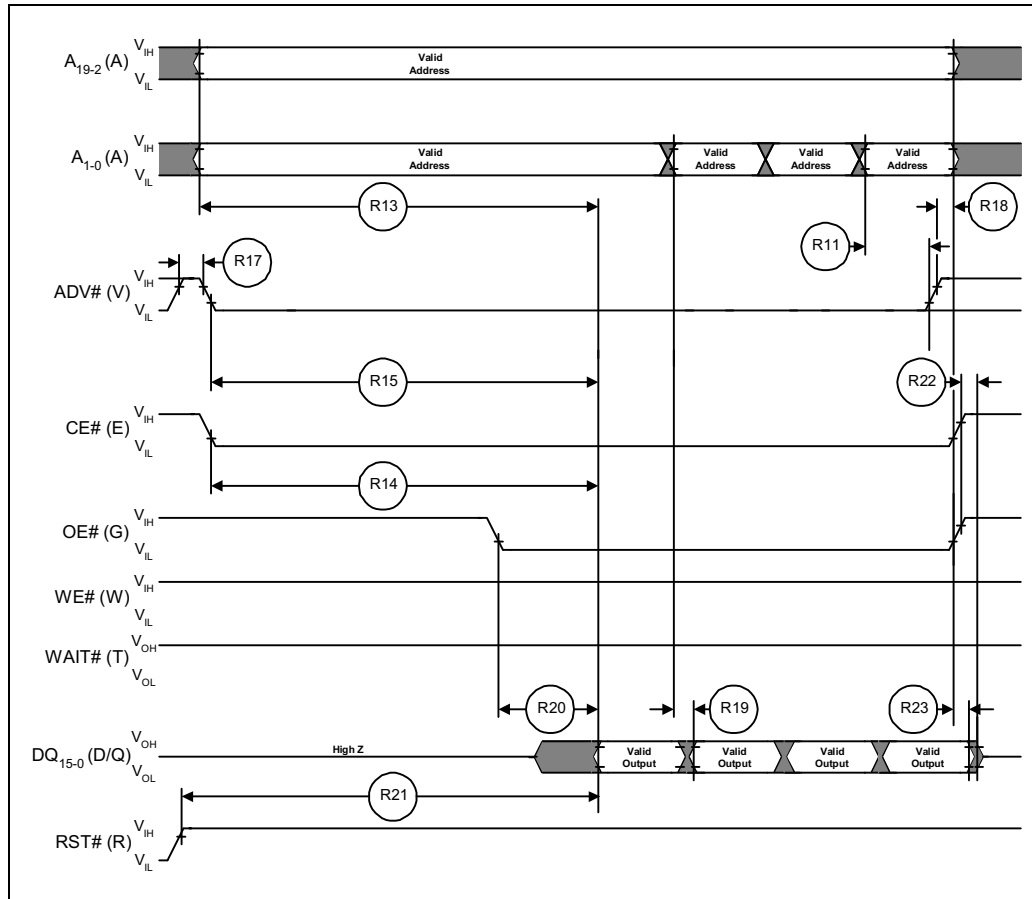 A19-2 (A)
VIH
VIL
Valid
Address
A1-0 (A)
VIH
VIL
Valid
Address
Valid
Address
Valid
Address
Valid
Address
R13
R18
R11
R17
ADV# (V)
VIH
VIL
R15
R22
CE# (E)
VIH
VIL
R14
OE# (G)
VIH
VIL
WE# (W)
VIH
VIL
WAIT# (T)
VOH
VOL
R20
R19
R23
DQ15-0 (D/Q)
VOH
VOL
High Z
Valid
Output
Valid
Output
Valid
Output
Valid
Output
R21
RST# (R)
VIH
VIL